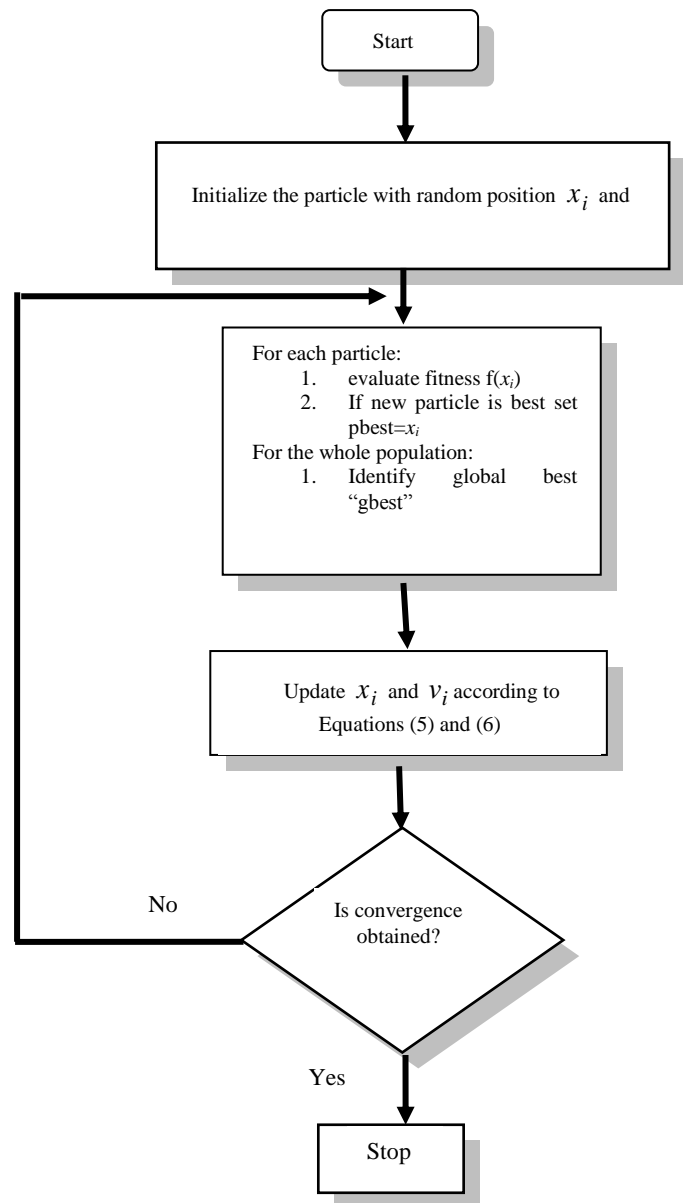 Start
Initialize the particle with random position x_i and
For each particle:
1. evaluate fitness f(x_i)
2. If new particle is best set
pbest=x_i
For the whole population:
1. Identify global best
“gbest”
Update x_i and v_i according to
Equations (5) and (6)
Is convergence
obtained?
No
Yes
Stop